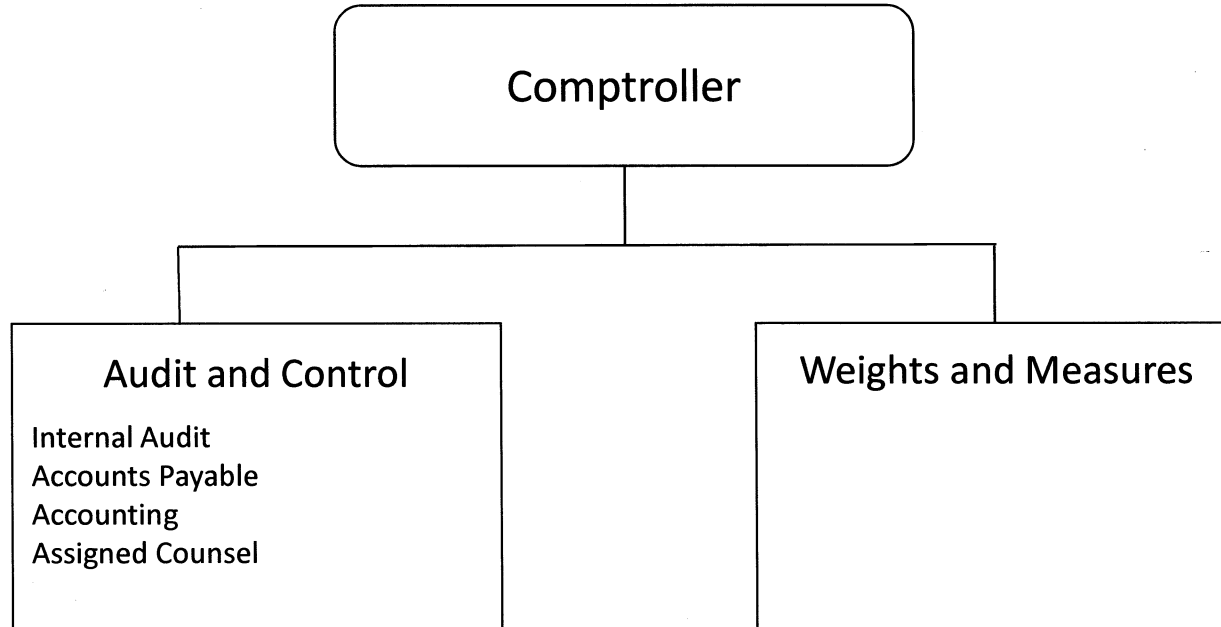 Comptroller
Audit and Control
Internal Audit
Accounts Payable
Accounting
Assigned Counsel
Weights and Measures